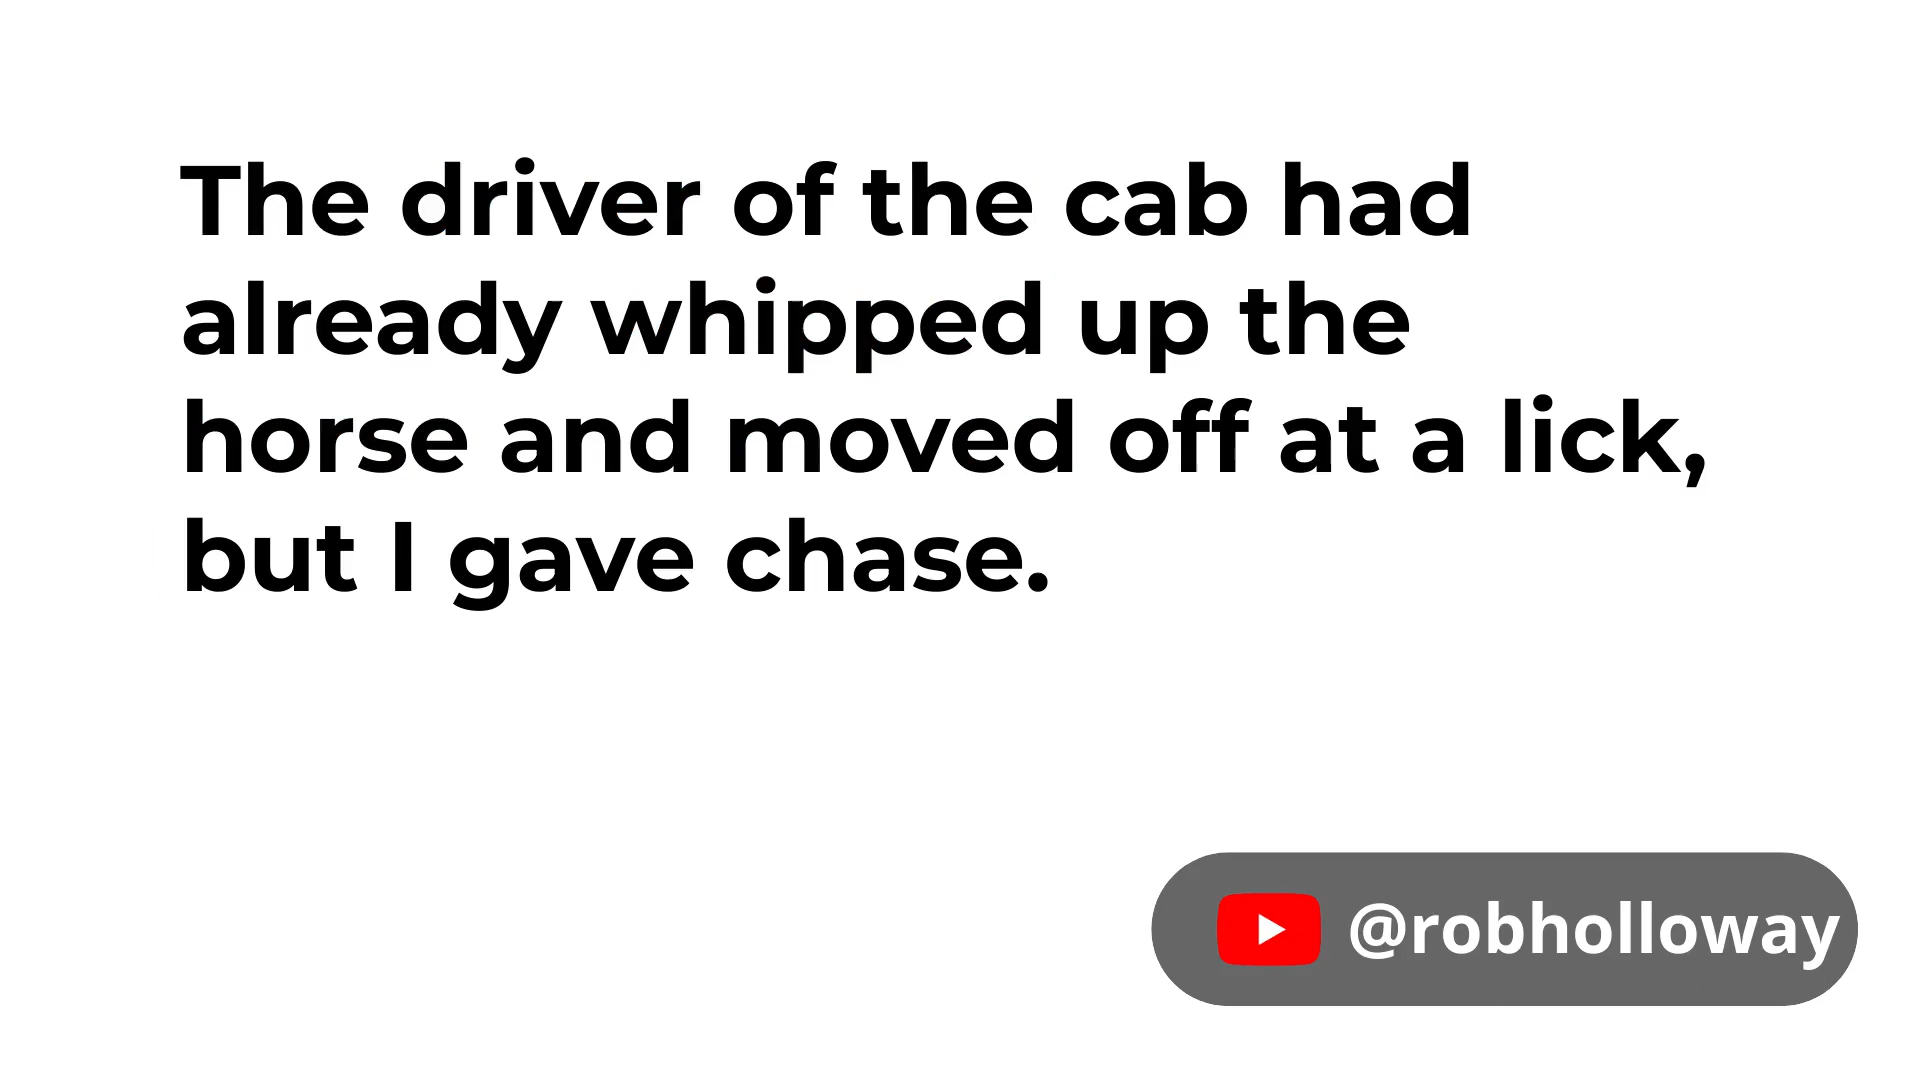 The driver of the cab had
already whipped up the
horse and moved off at a lick,
but I gave chase.
@robholloway